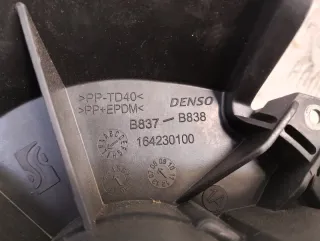 >PP-TD40<
>PP+EPDM<
DENSO
B837-B838
164230100